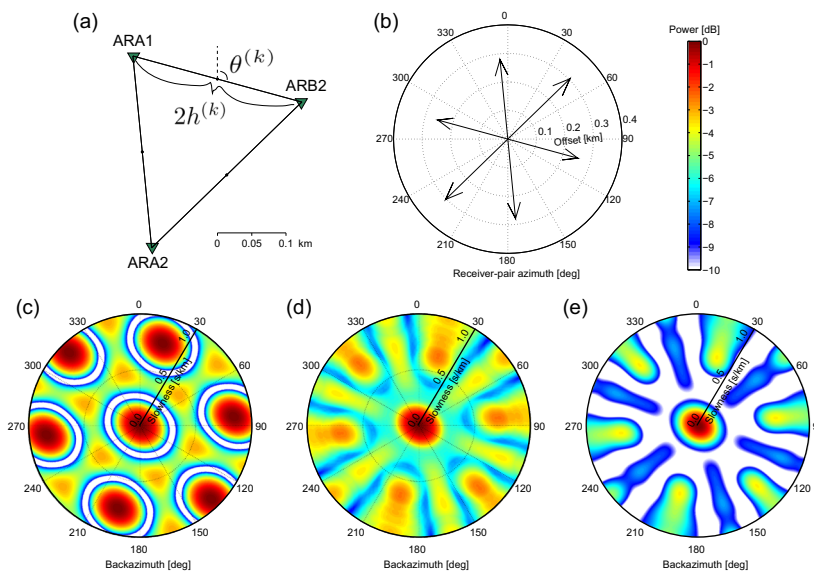 (a)
ARA1
θ^(k)
ARB2
2h^(k)
ARA2
0 0.05 0.1 km
(b)
0
330 30
300 60
270 90
240 120
210 150
180
0.1 0.2 0.3 0.4
Offset [km]
Receiver-pair azimuth [deg]
Power [dB]
0
−1
−2
−3
−4
−5
−6
−7
−8
−9
−10
(c)
0
330 30
300 60
270 90
240 120
210 150
180
0.0 0.5 1.0
Slowness [s/km]
Backazimuth [deg]
(d)
0
330 30
300 60
270 90
240 120
210 150
180
0.0 0.5 1.0
Slowness [s/km]
Backazimuth [deg]
(e)
0
330 30
300 60
270 90
240 120
210 150
180
0.0 0.5 1.0
Slowness [s/km]
Backazimuth [deg]